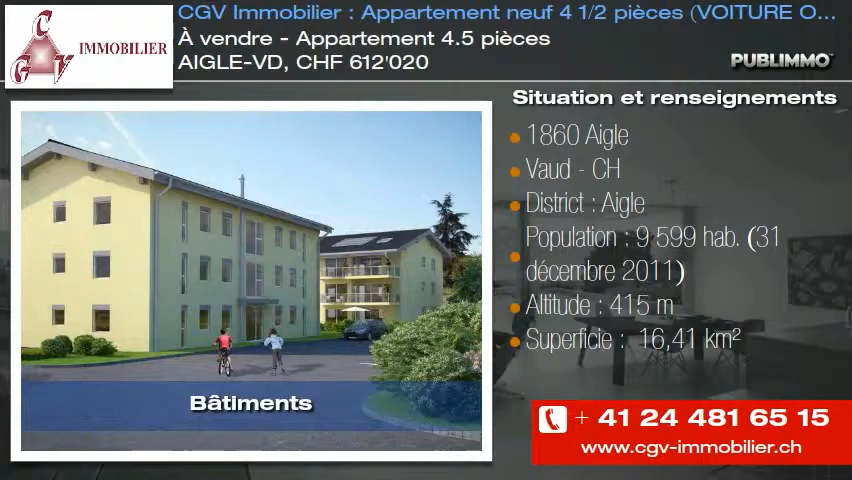 CGV IMMOBILIER
CGV Immobilier : Appartement neuf 4 1/2 pièces (VOITURE O...
À vendre - Appartement 4.5 pièces
AIGLE-VD, CHF 612'020
PUBLIMMO™
Situation et renseignements
1860 Aigle
Vaud - CH
District : Aigle
Population : 9 599 hab. (31
décembre 2011)
Altitude : 415 m
Superficie : 16,41 km²
Bâtiments
+ 41 24 481 65 15
www.cgv-immobilier.ch